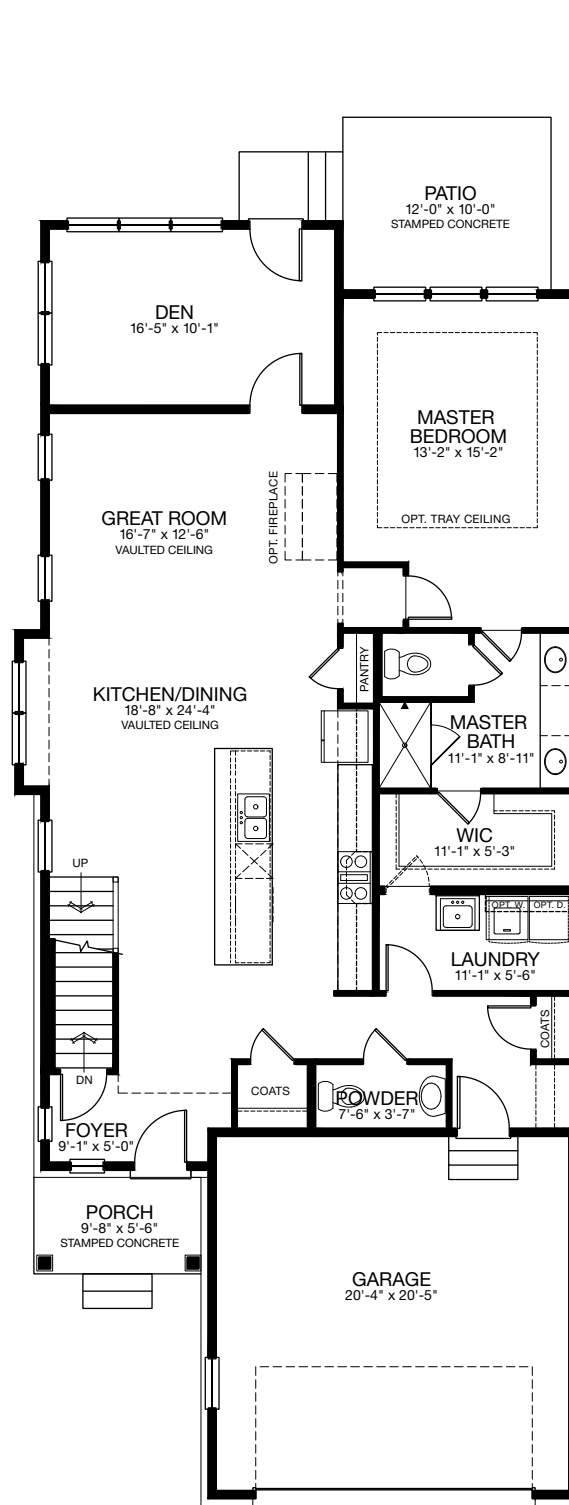 PATIO
12'-0" x 10'-0"
STAMPED CONCRETE
DEN
16'-5" x 10'-1"
MASTER
BEDROOM
13'-2" x 15'-2"
OPT. TRAY CEILING
OPT. FIREPLACE
GREAT ROOM
16'-7" x 12'-6"
VAULTED CEILING
PANTRY
KITCHEN/DINING
18'-8" x 24'-4"
VAULTED CEILING
MASTER
BATH
11'-1" x 8'-11"
WIC
11'-1" x 5'-3"
UP
OPT. W.
OPT. D.
LAUNDRY
11'-1" x 5'-6"
COATS
DN
COATS
POWDER
7'-6" x 3'-7"
FOYER
9'-1" x 5'-0"
PORCH
9'-8" x 5'-6"
STAMPED CONCRETE
GARAGE
20'-4" x 20'-5"